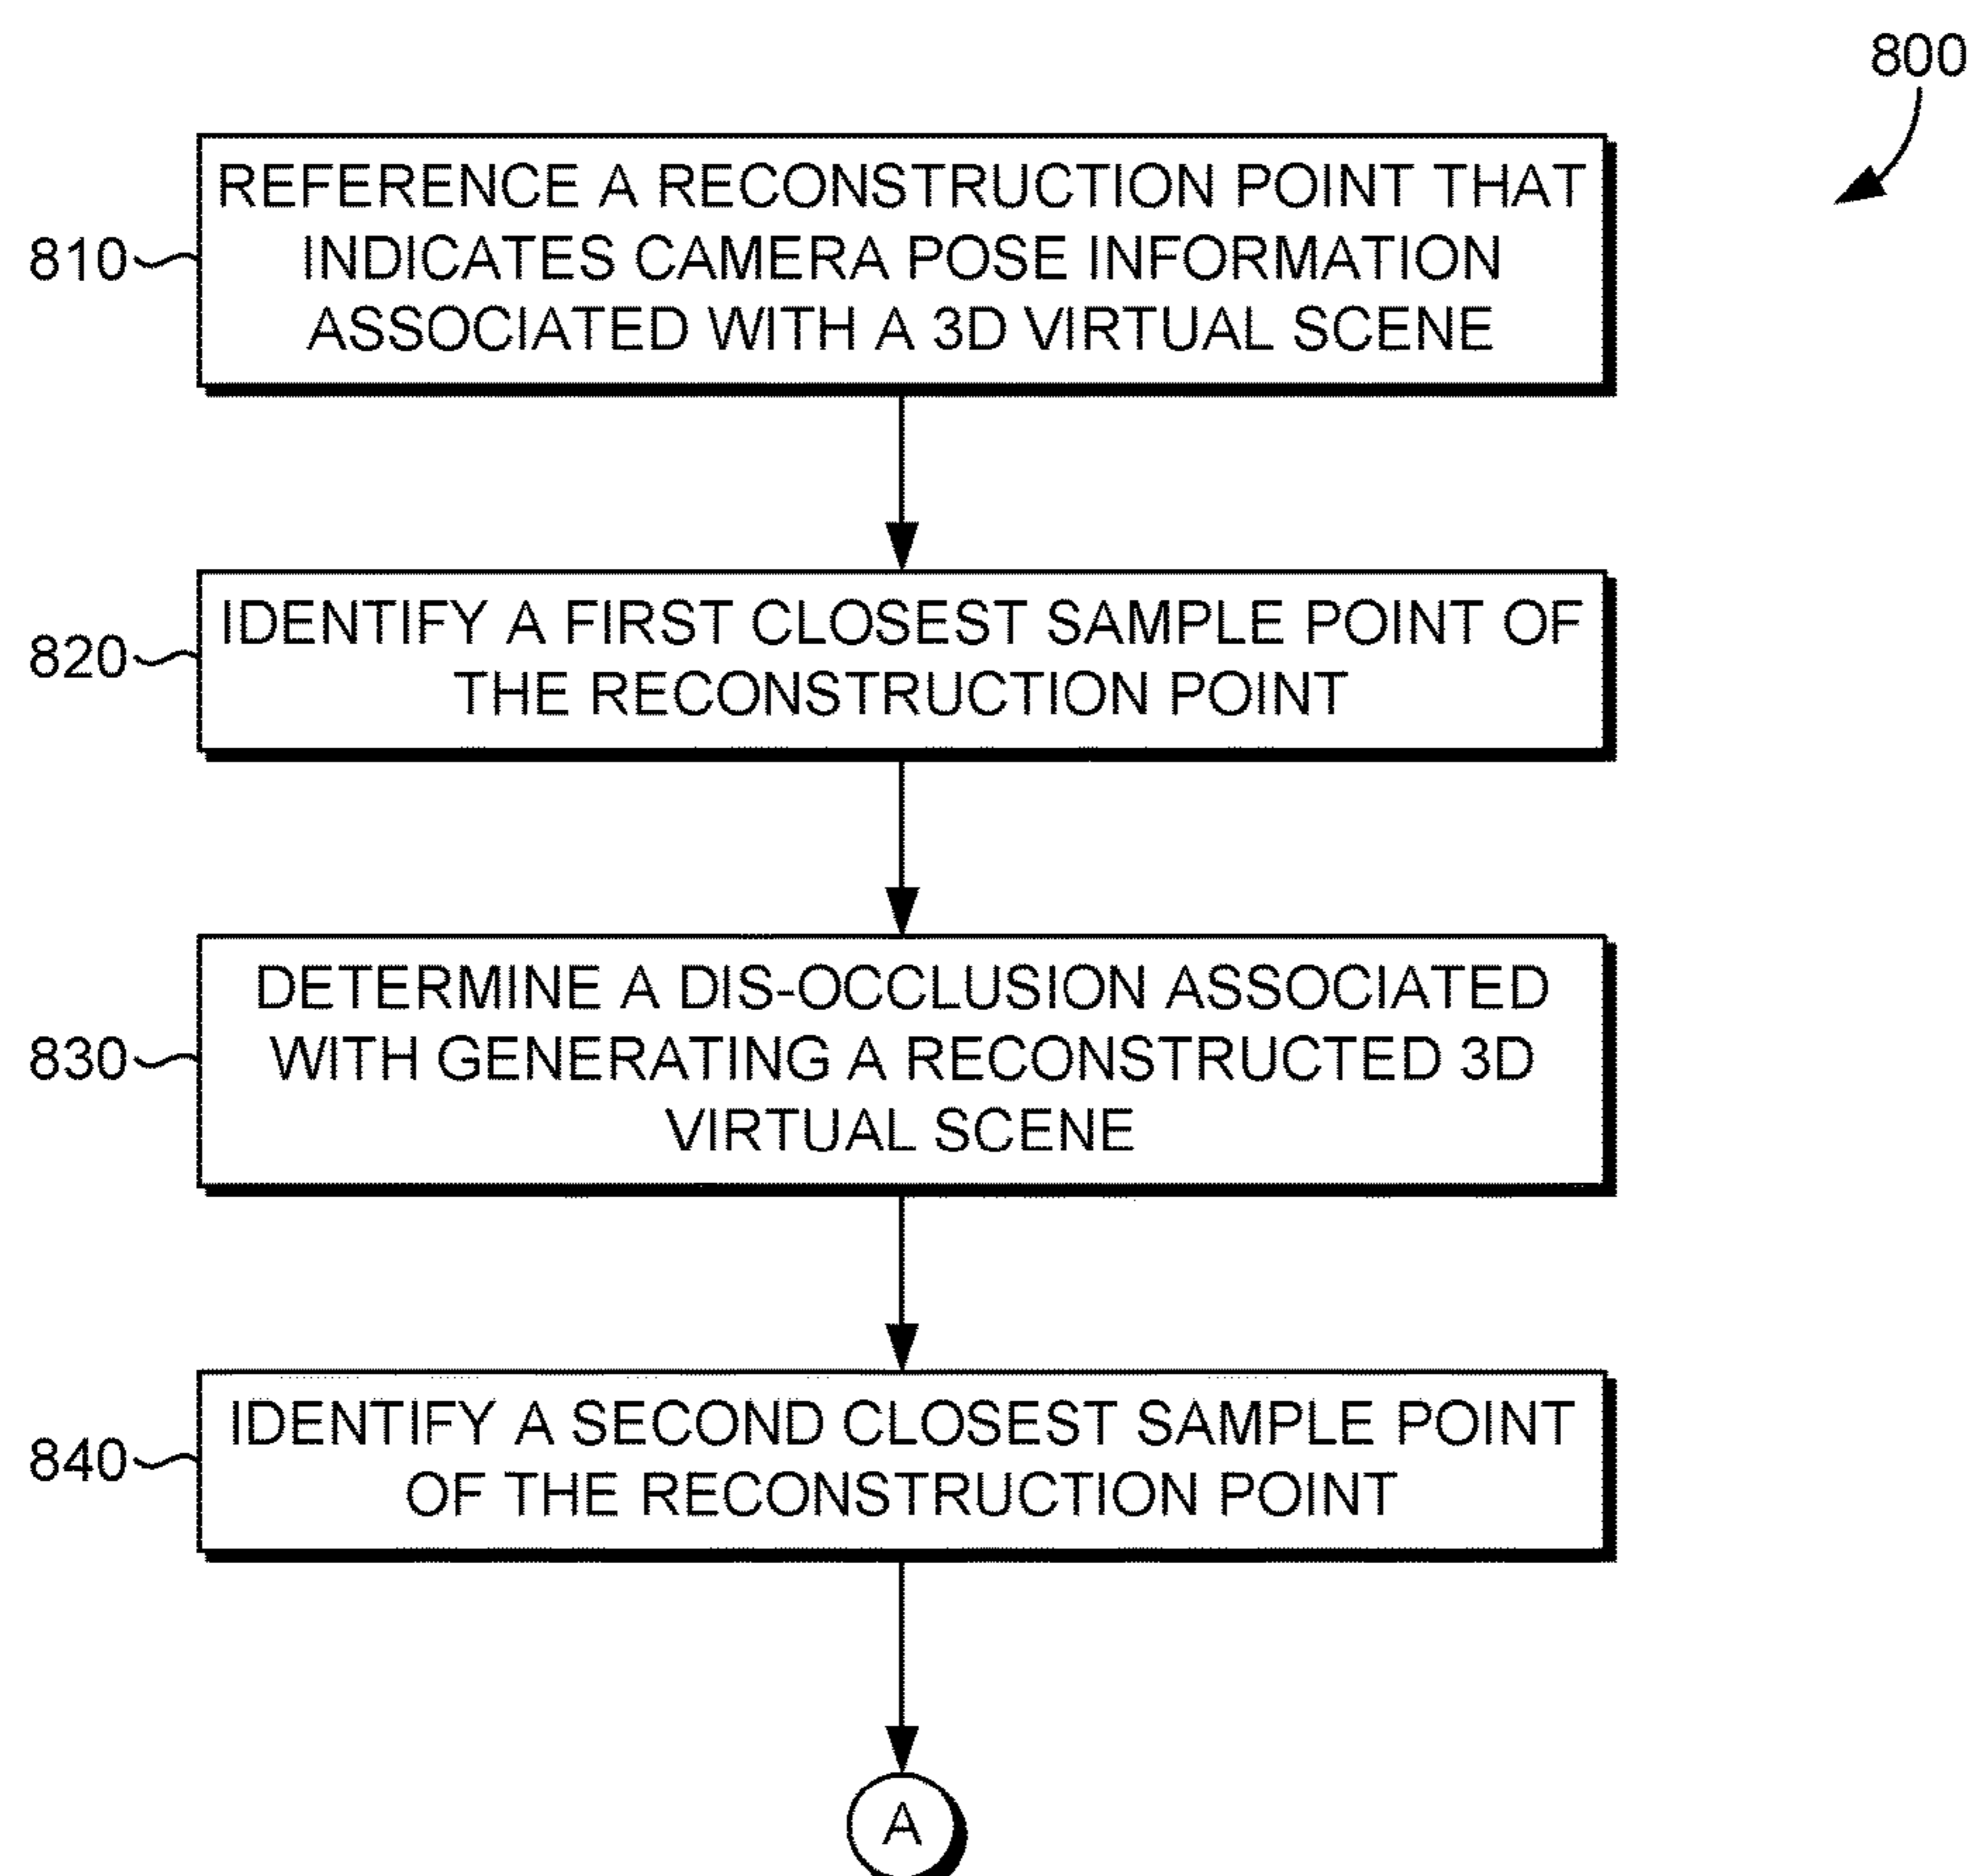 800
810
REFERENCE A RECONSTRUCTION POINT THAT
INDICATES CAMERA POSE INFORMATION
ASSOCIATED WITH A 3D VIRTUAL SCENE
820
IDENTIFY A FIRST CLOSEST SAMPLE POINT OF
THE RECONSTRUCTION POINT
830
DETERMINE A DIS-OCCLUSION ASSOCIATED
WITH GENERATING A RECONSTRUCTED 3D
VIRTUAL SCENE
840
IDENTIFY A SECOND CLOSEST SAMPLE POINT
OF THE RECONSTRUCTION POINT
A